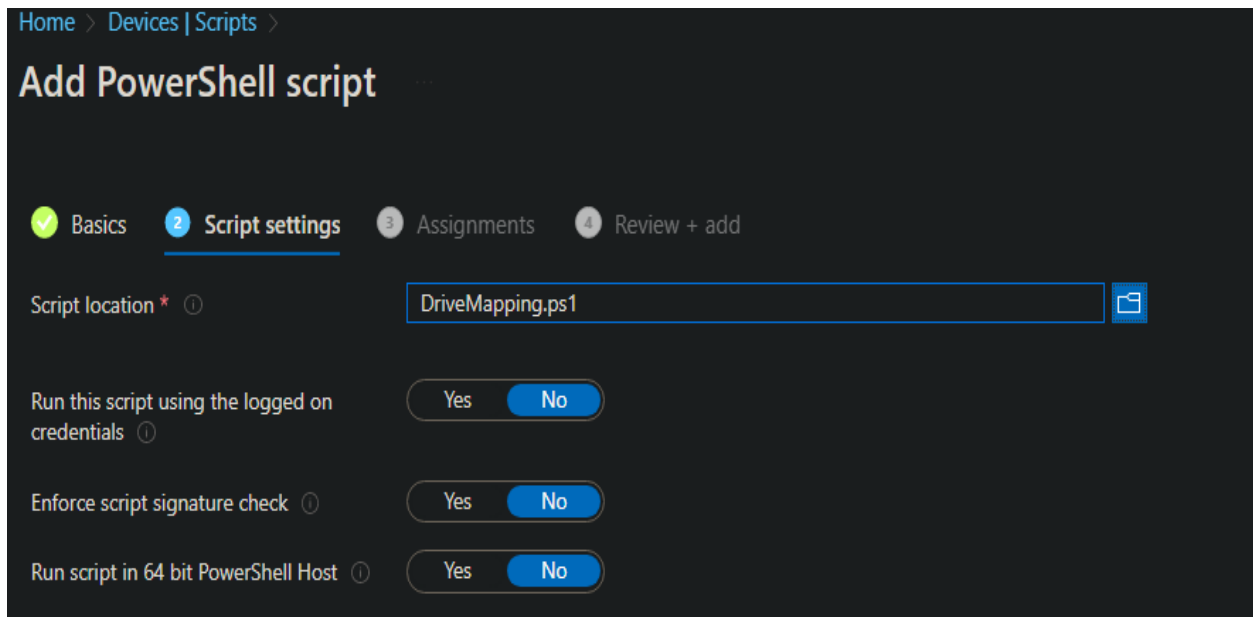 Home > Devices | Scripts >
Add PowerShell script ...
Basics 2 Script settings 3 Assignments 4 Review + add
Script location * DriveMapping.ps1
Run this script using the logged on Yes No
credentials
Enforce script signature check Yes No
Run script in 64 bit PowerShell Host Yes No